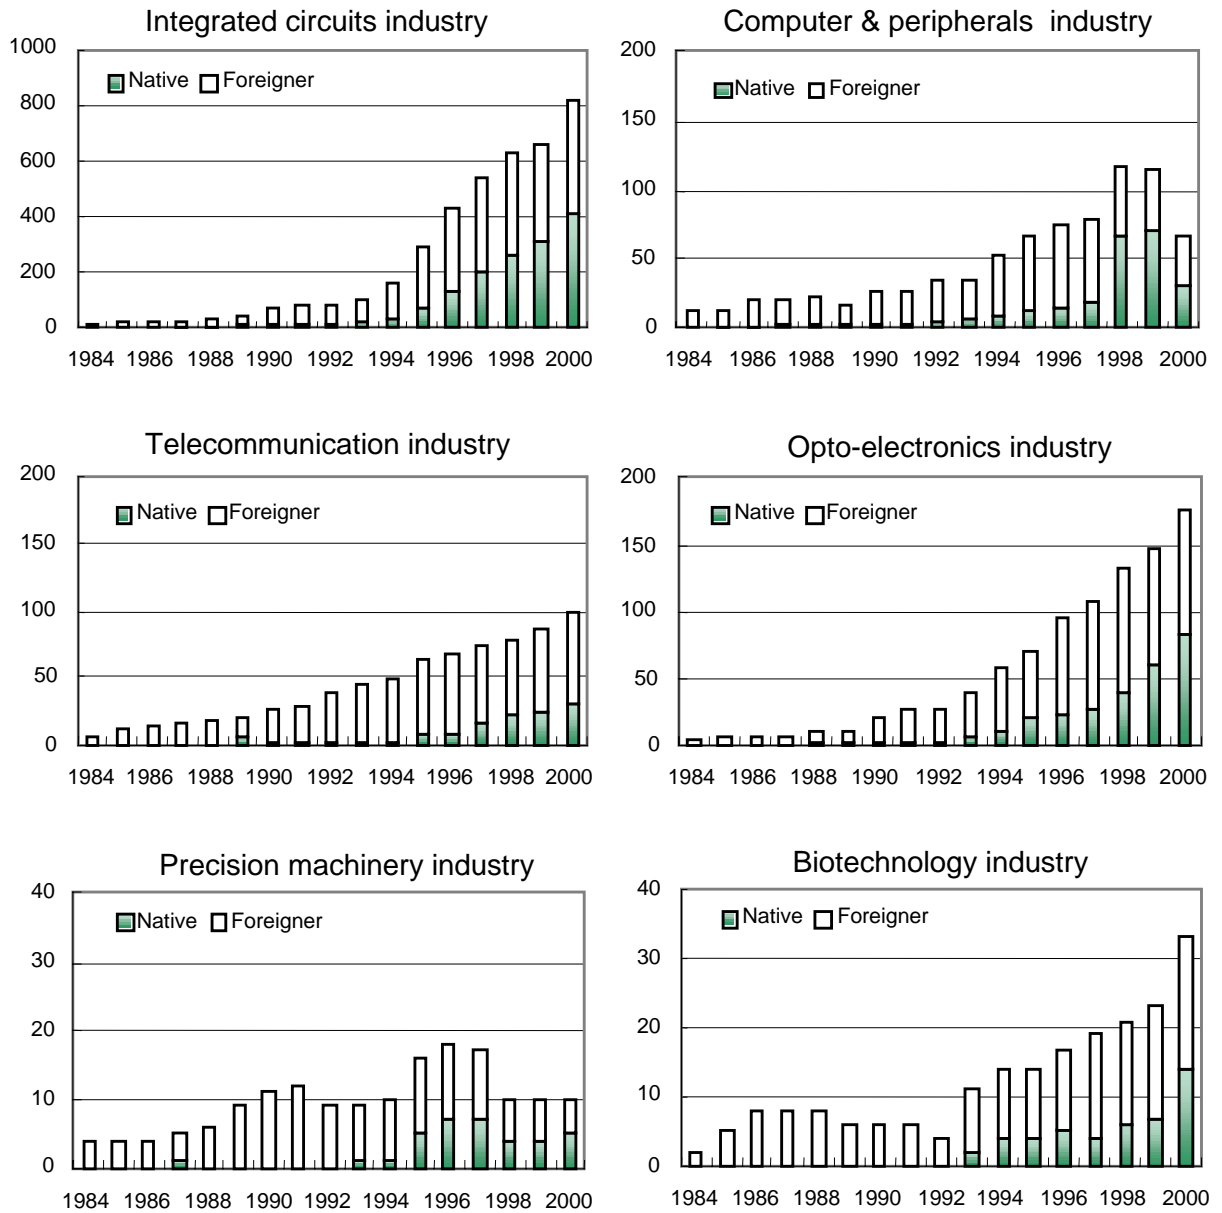 Integrated circuits industry
1000
800
600
400
200
0
Native Foreigner
1984 1986 1988 1990 1992 1994 1996 1998 2000
Computer & peripherals industry
200
150
100
50
0
Native Foreigner
1984 1986 1988 1990 1992 1994 1996 1998 2000
Telecommunication industry
200
150
100
50
0
Native Foreigner
1984 1986 1988 1990 1992 1994 1996 1998 2000
Opto-electronics industry
200
150
100
50
0
Native Foreigner
1984 1986 1988 1990 1992 1994 1996 1998 2000
Precision machinery industry
40
30
20
10
0
Native Foreigner
1984 1986 1988 1990 1992 1994 1996 1998 2000
Biotechnology industry
40
30
20
10
0
Native Foreigner
1984 1986 1988 1990 1992 1994 1996 1998 2000